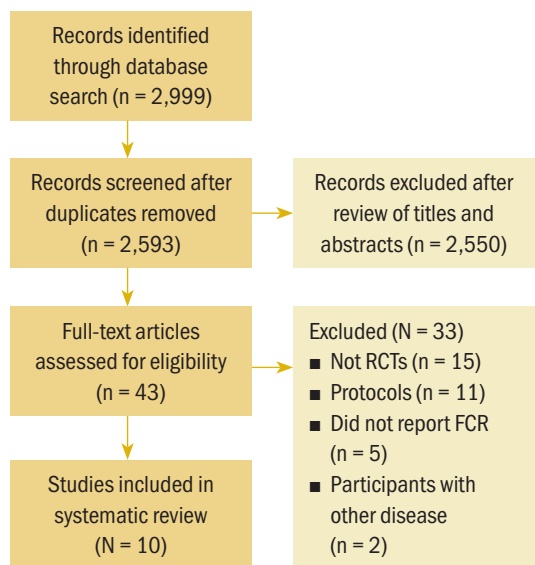 Records identified
through database
search (n = 2,999)
Records screened after
duplicates removed
(n = 2,593)
Records excluded after
review of titles and
abstracts (n = 2,550)
Full-text articles
assessed for eligibility
(n = 43)
Excluded (N = 33)
■ Not RCTs (n = 15)
■ Protocols (n = 11)
■ Did not report FCR
(n = 5)
■ Participants with
other disease
(n = 2)
Studies included in
systematic review
(N = 10)